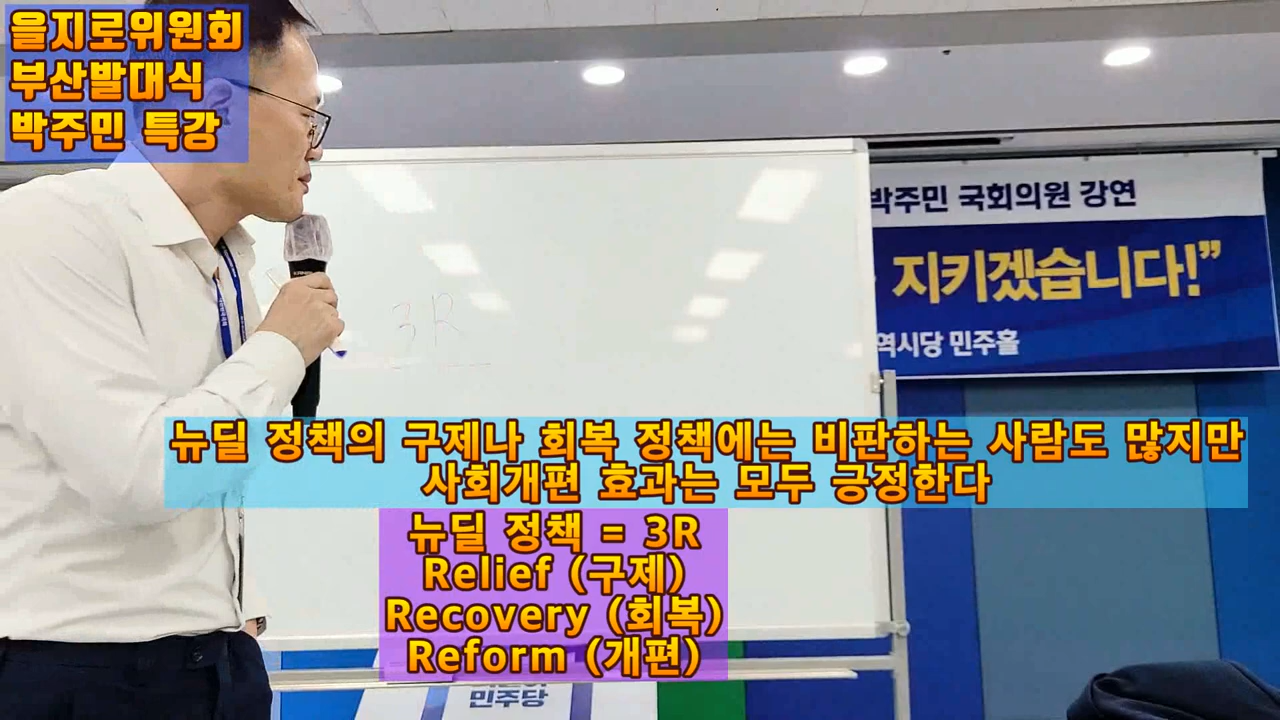 을지로위원회
부산발대식
박주민 특강
박주민 국회의원 강연
지키겠습니다!”
역시당 민주홀
3R
뉴딜 정책의 구제나 회복 정책에는 비판하는 사람도 많지만
사회개편 효과는 모두 긍정한다
뉴딜 정책 = 3R
Relief (구제)
Recovery (회복)
Reform (개편)
민주당